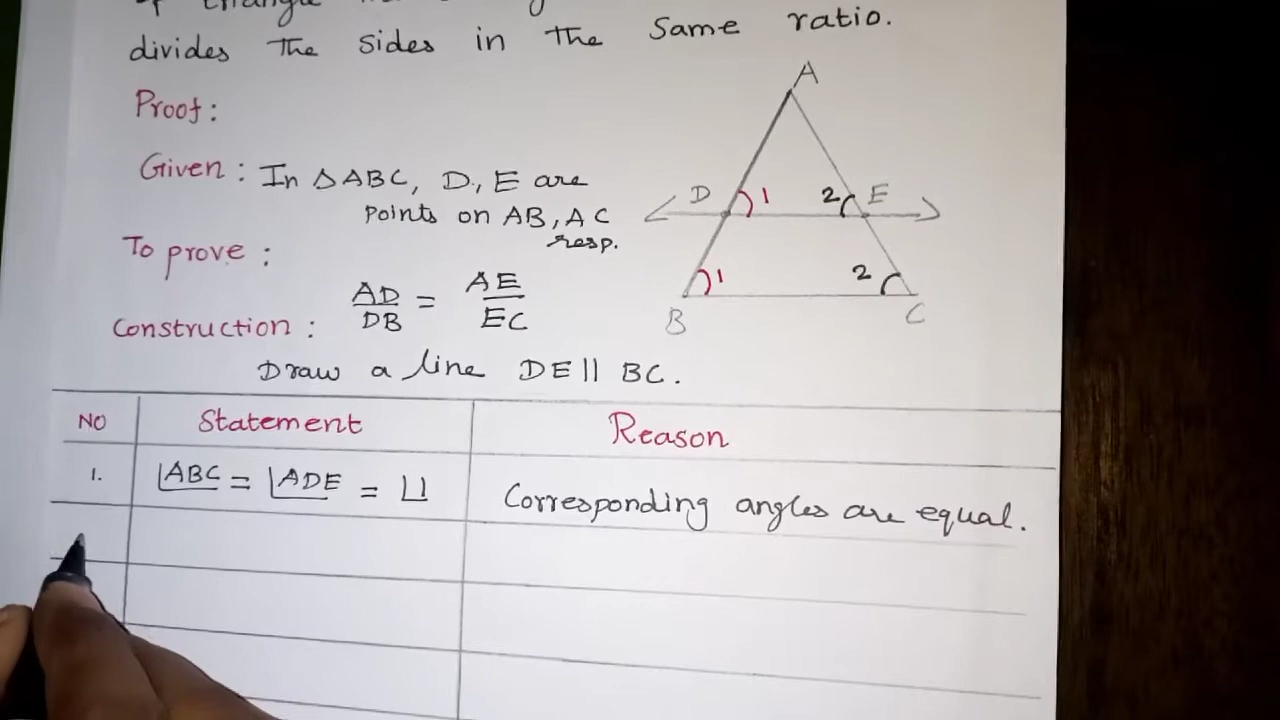 of triangle
divides the sides in the same ratio.
Proof:
Given: In △ABC, D, E are
points on AB, AC
resp.
To prove:
AD/DB = AE/EC
Construction:
Draw a line DE || BC.
A
D 1 2 E
1 2
B C
NO Statement Reason
1. ∠ABC = ∠ADE = ∠1 Corresponding angles are equal.